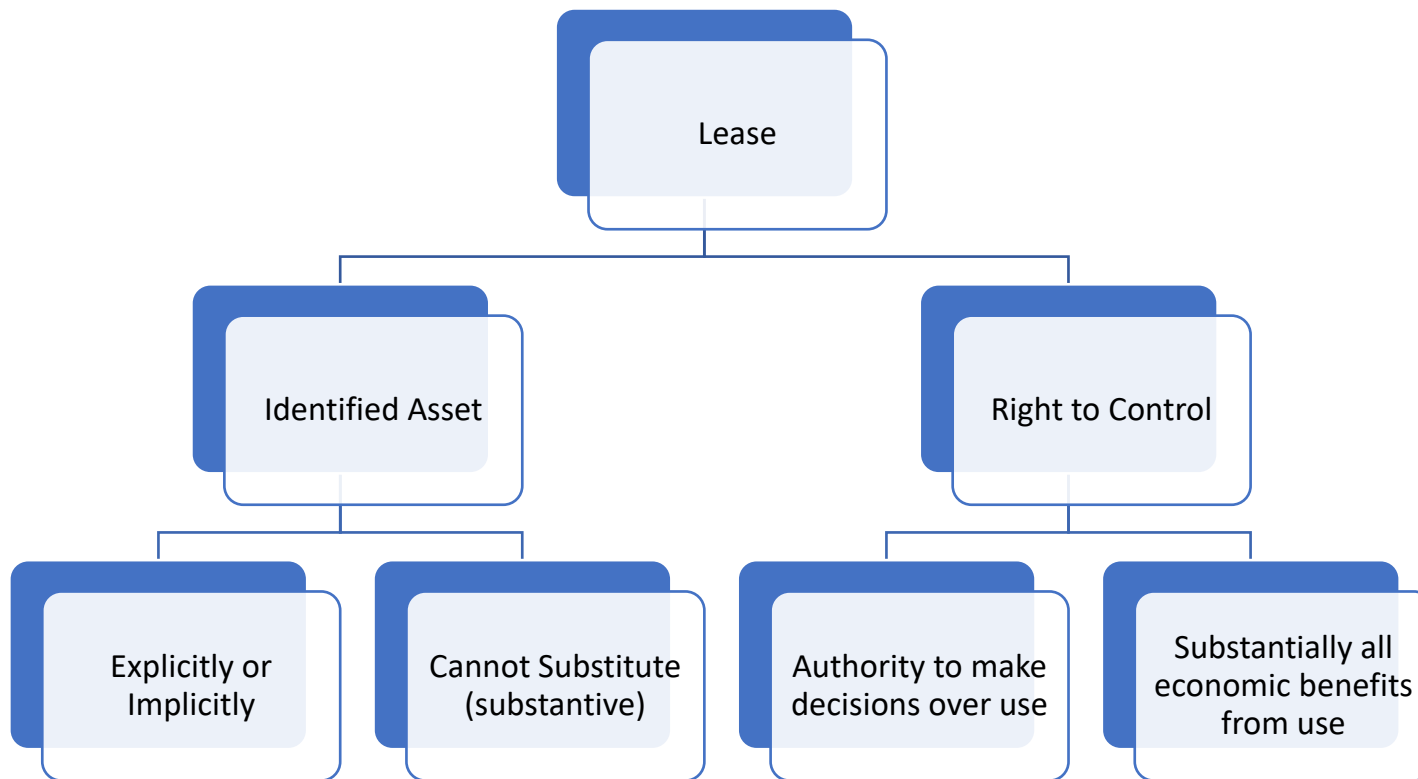 Lease
Identified Asset
Right to Control
Explicitly or
Implicitly
Cannot Substitute
(substantive)
Authority to make
decisions over use
Substantially all
economic benefits
from use